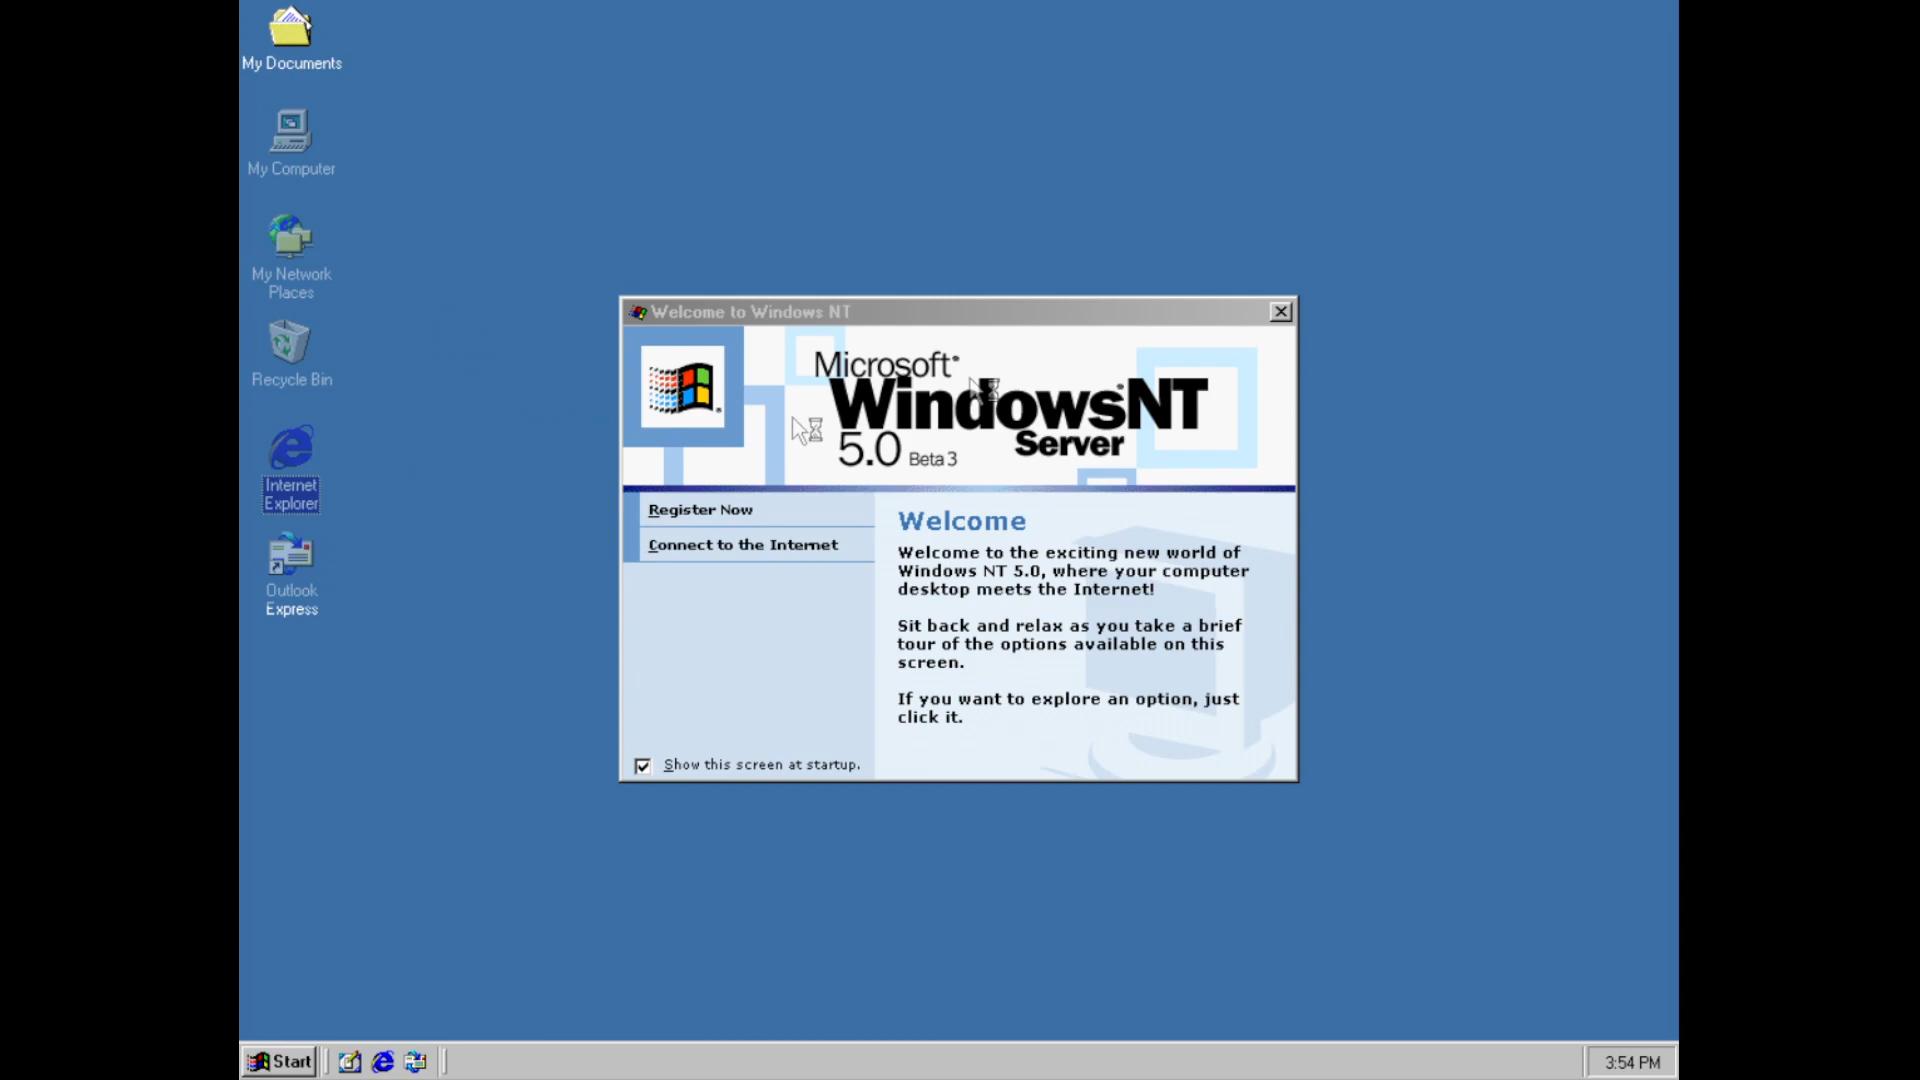 My Documents
My Computer
My Network
Places
Recycle Bin
Internet
Explorer
Outlook
Express
Welcome to Windows NT
Microsoft
WindowsNT
Server
5.0 Beta 3
Register Now
Connect to the Internet
Show this screen at startup.
Welcome
Welcome to the exciting new world of
Windows NT 5.0, where your computer
desktop meets the Internet!
Sit back and relax as you take a brief
tour of the options available on this
screen.
If you want to explore an option, just
click it.
Start
3:54 PM